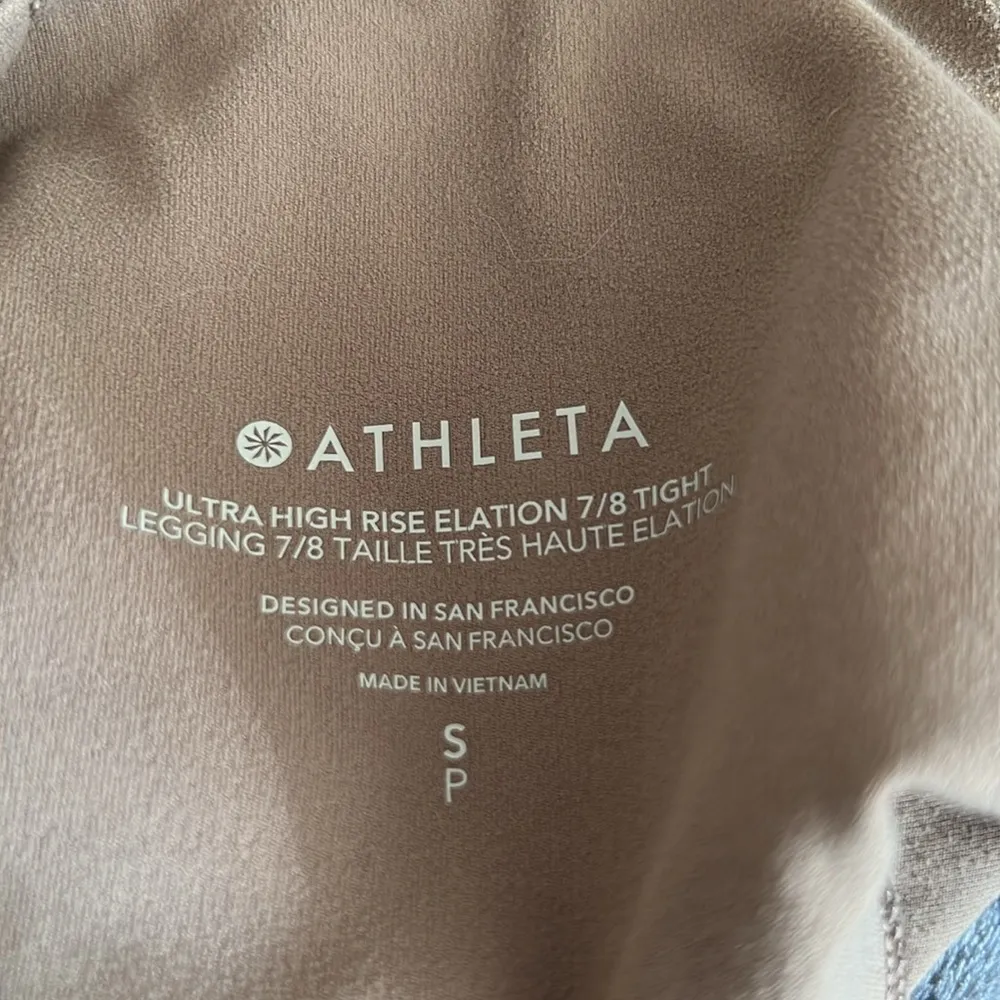 ATHLETA
ULTRA HIGH RISE ELATION 7/8 TIGHT
LEGGING 7/8 TAILLE TRÈS HAUTE ELATION
DESIGNED IN SAN FRANCISCO
CONÇU À SAN FRANCISCO
MADE IN VIETNAM
S
P